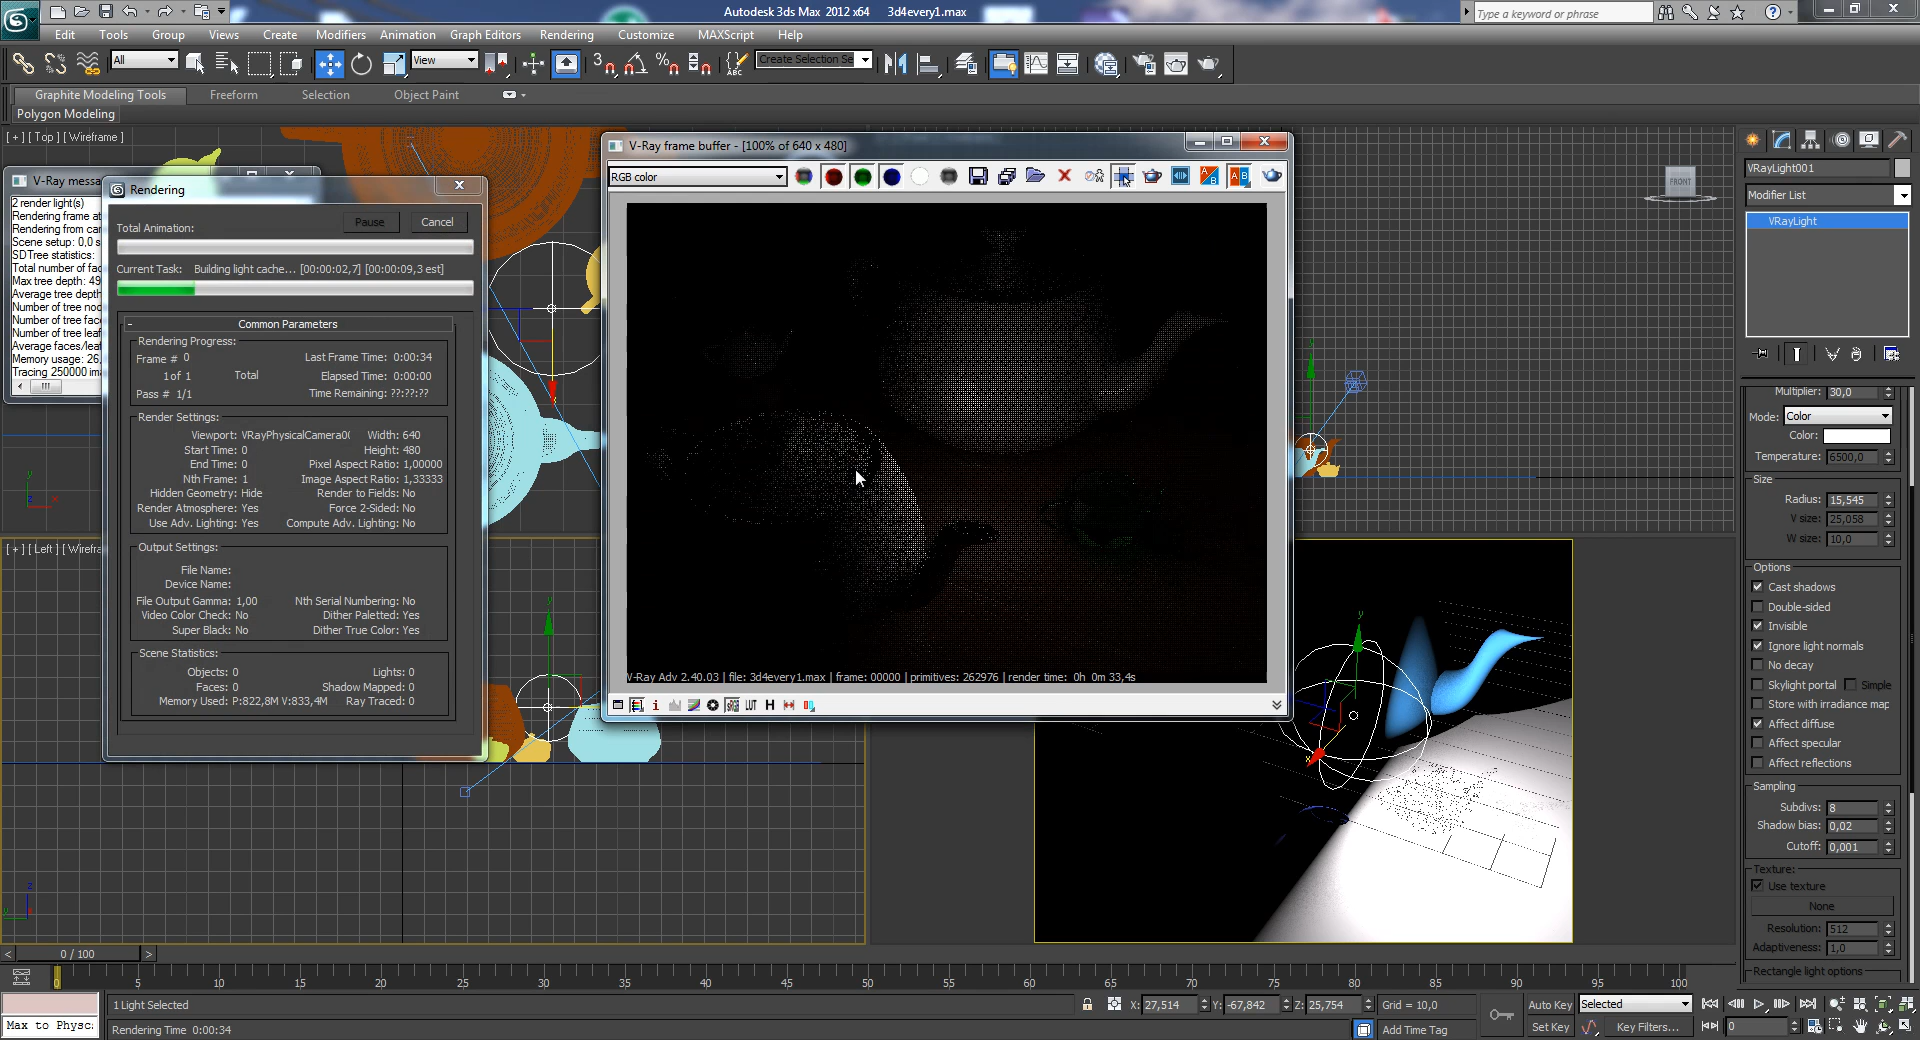 Autodesk 3ds Max  2012 x64      3d4every1.max
Type a keyword or phrase
Edit Tools Group Views Create Modifiers Animation Graph Editors Rendering Customize MAXScript Help
All
View
Create Selection Se
Graphite Modeling Tools Freeform Selection Object Paint
Polygon Modeling
[ + ] [ Top ] [ Wireframe ]
V-Ray messa
2 render light(s)
Rendering frame at
Rendering from car
Scene setup: 0,0 s
SDTree statistics:
Total number of fac
Max tree depth: 49
Average tree depth
Number of tree nod
Number of tree face
Number of tree leaf
Average faces/leaf
Memory usage: 26,
Tracing 250000 ima
Rendering
Total Animation:
Pause
Cancel
Current Task: Building light cache... [00:00:02,7] [00:00:09,3 est]
Common Parameters
Rendering Progress:
Frame # 0 Last Frame Time: 0:00:34
1 of 1 Total Elapsed Time: 0:00:00
Pass # 1/1 Time Remaining: ??:??:??
Render Settings:
Viewport: VRayPhysicalCamera0( Width: 640
Start Time: 0 Height: 480
End Time: 0 Pixel Aspect Ratio: 1,00000
Nth Frame: 1 Image Aspect Ratio: 1,33333
Hidden Geometry: Hide Render to Fields: No
Render Atmosphere: Yes Force 2-Sided: No
Use Adv. Lighting: Yes Compute Adv. Lighting: No
Output Settings:
File Name:
Device Name:
File Output Gamma: 1,00 Nth Serial Numbering: No
Video Color Check: No Dither Paletted: Yes
Super Black: No Dither True Color: Yes
Scene Statistics:
Objects: 0 Lights: 0
Faces: 0 Shadow Mapped: 0
Memory Used: P:822,8M V:833,4M Ray Traced: 0
V-Ray frame buffer - [100% of 640 x 480]
RGB color
V-Ray Adv 2.40.03 | file: 3d4every1.max | frame: 00000 | primitives: 262976 | render time: 0h 0m 33,4s
LUT
H
[ + ] [ Left ] [ Wirefra
FRONT
VRayLight001
Modifier List
VRayLight
Multiplier: 30,0
Mode: Color
Color:
Temperature: 6500,0
Size
Radius: 15,545
V size: 25,058
W size: 10,0
Options
Cast shadows
Double-sided
Invisible
Ignore light normals
No decay
Skylight portal Simple
Store with irradiance map
Affect diffuse
Affect specular
Affect reflections
Sampling
Subdivs: 8
Shadow bias: 0,02
Cutoff: 0,001
Texture:
Use texture
None
Resolution: 512
Adaptiveness: 1,0
Rectangle light options
< 0 / 100 >
0 5 10 15 20 25 30 35 40 45 50 55 60 65 70 75 80 85 90 95 100
1 Light Selected
X: 27,514 Y: -67,842 Z: 25,754 Grid = 10,0
Auto Key Selected
Max to Physc:
Rendering Time 0:00:34
Add Time Tag
Set Key Key Filters... 0